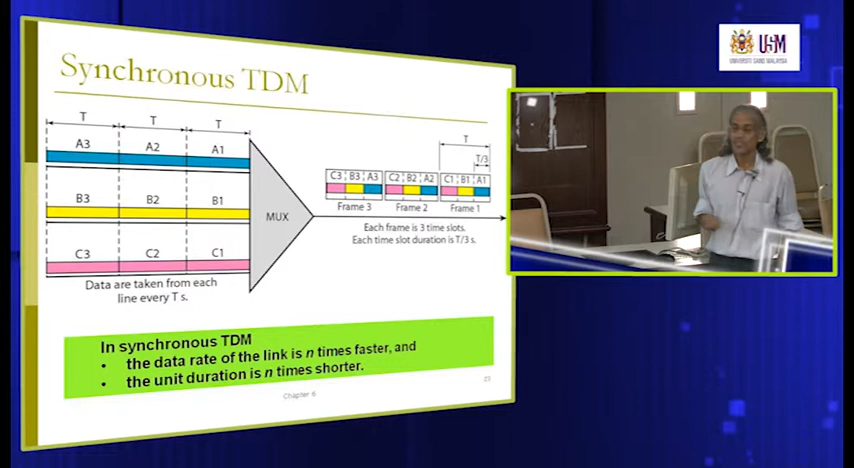 Synchronous TDM
T T T
A3 A2 A1
B3 B2 B1
C3 C2 C1
Data are taken from each
line every T s.
MUX
T
T/3
C3 B3 A3 C2 B2 A2 C1 B1 A1
Frame 3 Frame 2 Frame 1
Each frame is 3 time slots.
Each time slot duration is T/3 s.
In synchronous TDM
• the data rate of the link is n times faster, and
• the unit duration is n times shorter.
Chapter 6
23
USM
UNIVERSITI SAINS MALAYSIA